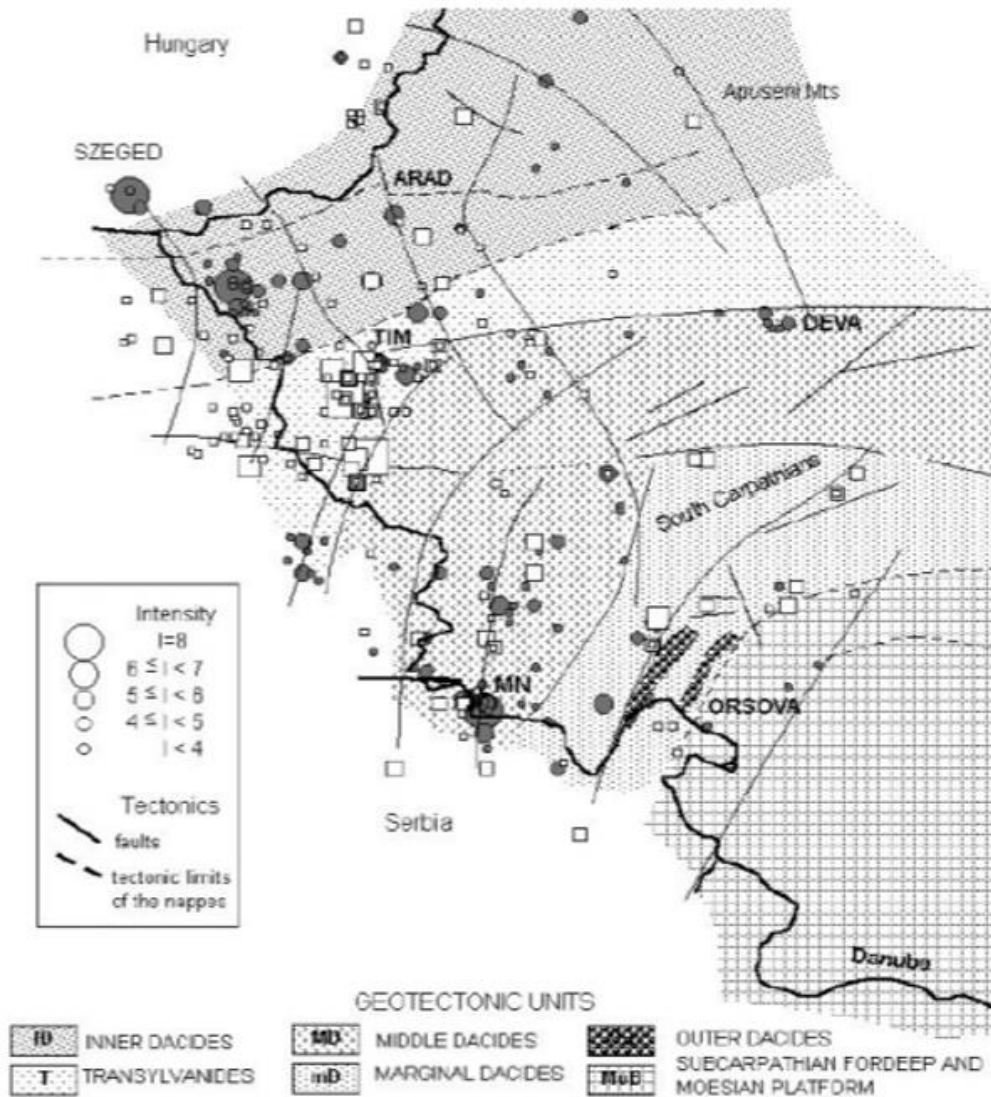 Hungary
Apuseni Mts
SZEGED
ARAD
TIM
DEVA
South Carpathians
MN
ORSOVA
Serbia
Danube
Intensity
I=8
6 ≤ I < 7
5 ≤ I < 6
4 ≤ I < 5
I < 4
Tectonics
faults
tectonic limits
of the nappes
GEOTECTONIC UNITS
ID INNER DACIDES
MD MIDDLE DACIDES
OUTER DACIDES
T TRANSYLVANIDES
mD MARGINAL DACIDES
MoB SUBCARPATHIAN FORDEEP AND
MOESIAN PLATFORM